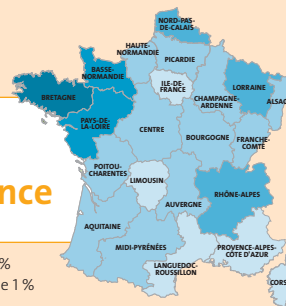 NORD-PAS-
DE-CALAIS
HAUTE-
NORMANDIE
PICARDIE
BASSE-
NORMANDIE
ILE-DE-
FRANCE
CHAMPAGNE-
ARDENNE
LORRAINE
ALSAC
BRETAGNE
PAYS-DE-
LA-LOIRE
CENTRE
BOURGOGNE
FRANCHE-
COMTÉ
POITOU-
CHARENTES
LIMOUSIN
AUVERGNE
RHÔNE-ALPES
nce
AQUITAINE
MIDI-PYRÉNÉES
LANGUEDOC-
ROUSSILLON
PROVENCE-ALPES-
CÔTE D'AZUR
%
e 1 %
CORS